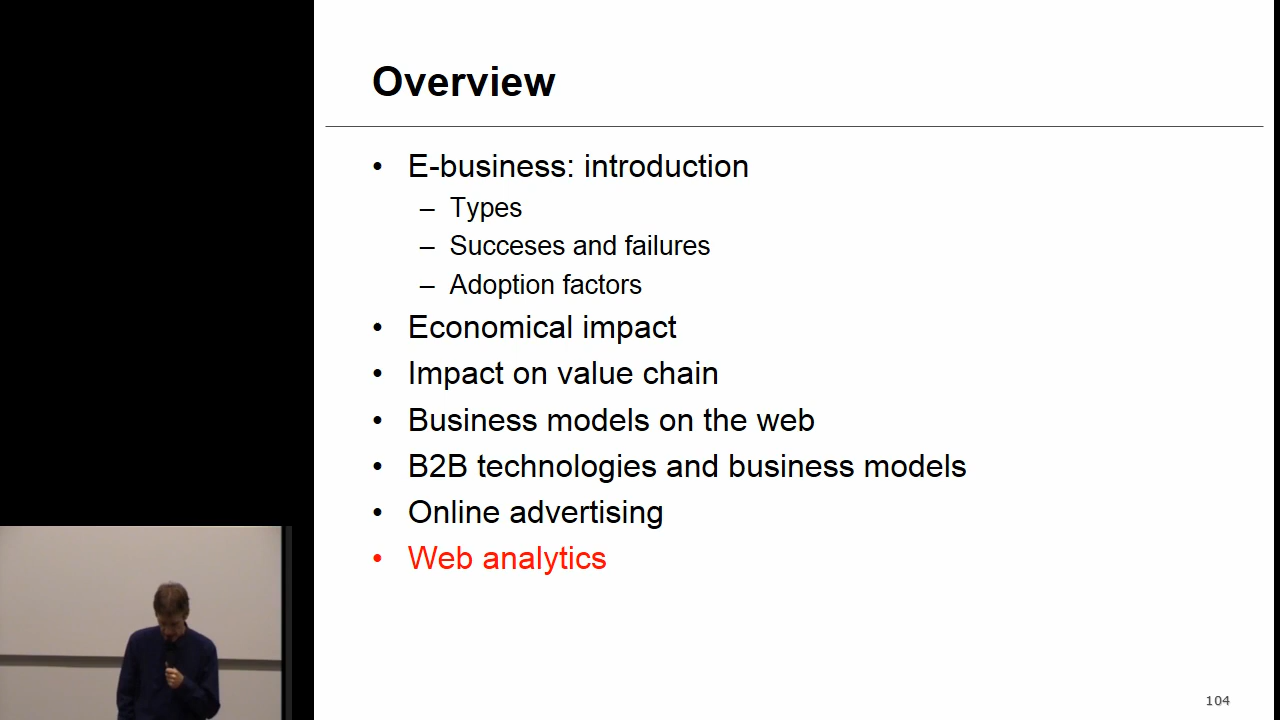 Overview
• E-business: introduction
– Types
– Succeses and failures
– Adoption factors
• Economical impact
• Impact on value chain
• Business models on the web
• B2B technologies and business models
• Online advertising
• Web analytics
104